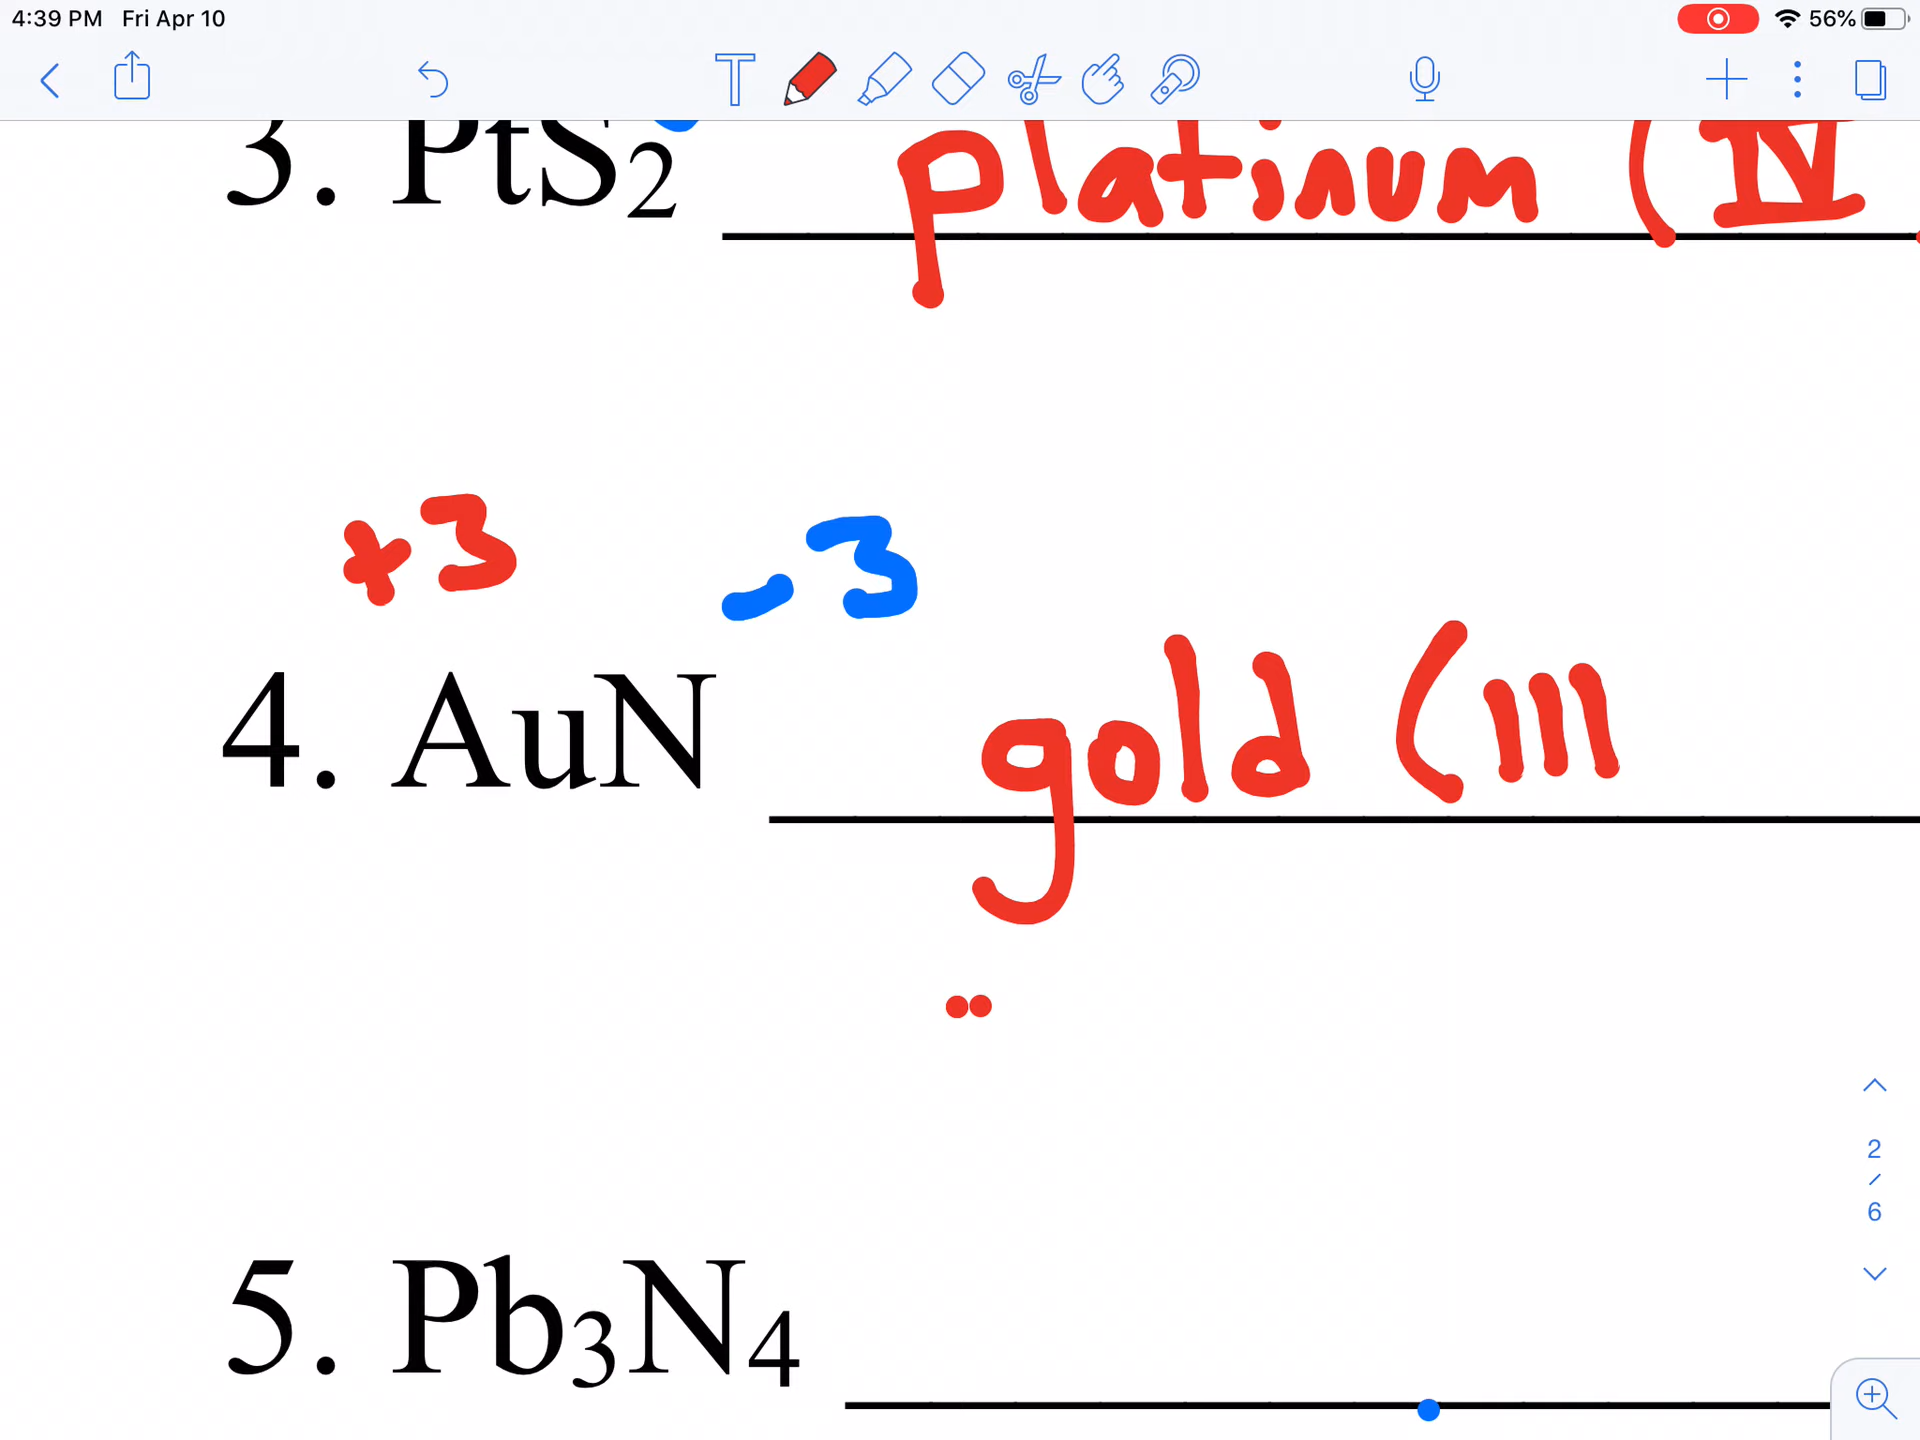 4:39 PM Fri Apr 10 56%
3. PtS₂ platinum (IV
+3 -3
4. AuN gold (III
2
/
6
5. Pb₃N₄